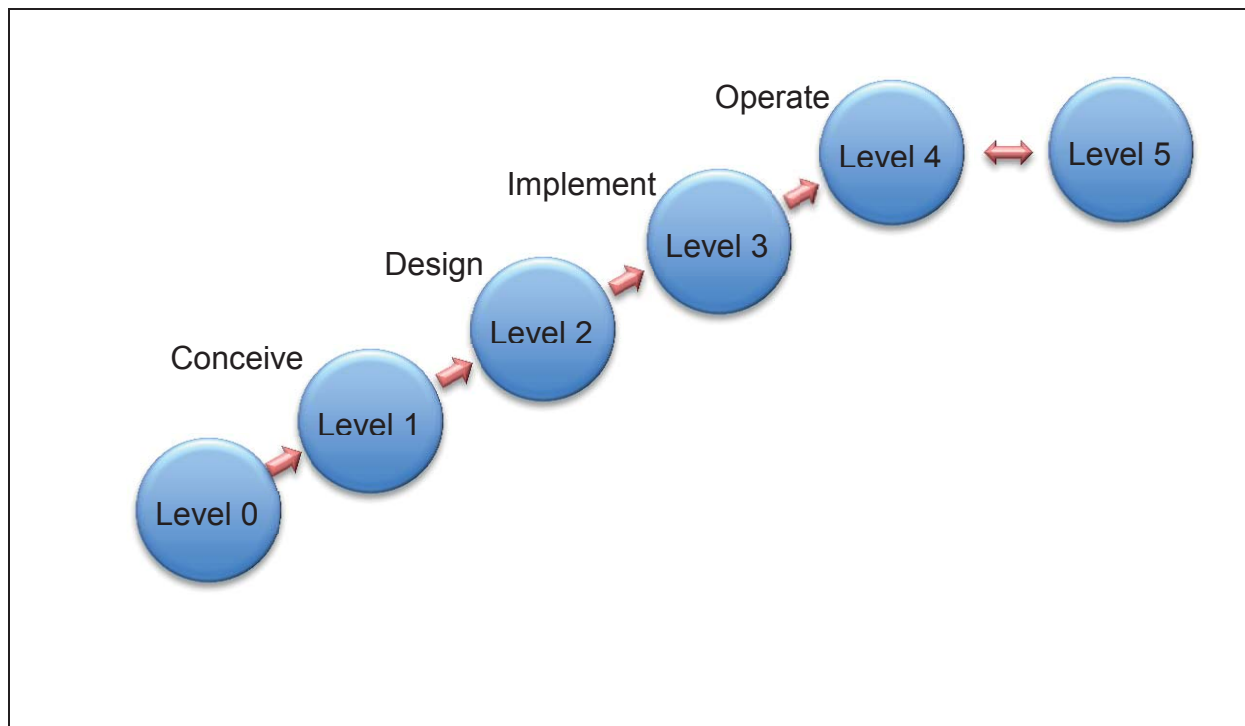 Operate
Level 4
Level 5
Implement
Level 3
Design
Level 2
Conceive
Level 1
Level 0